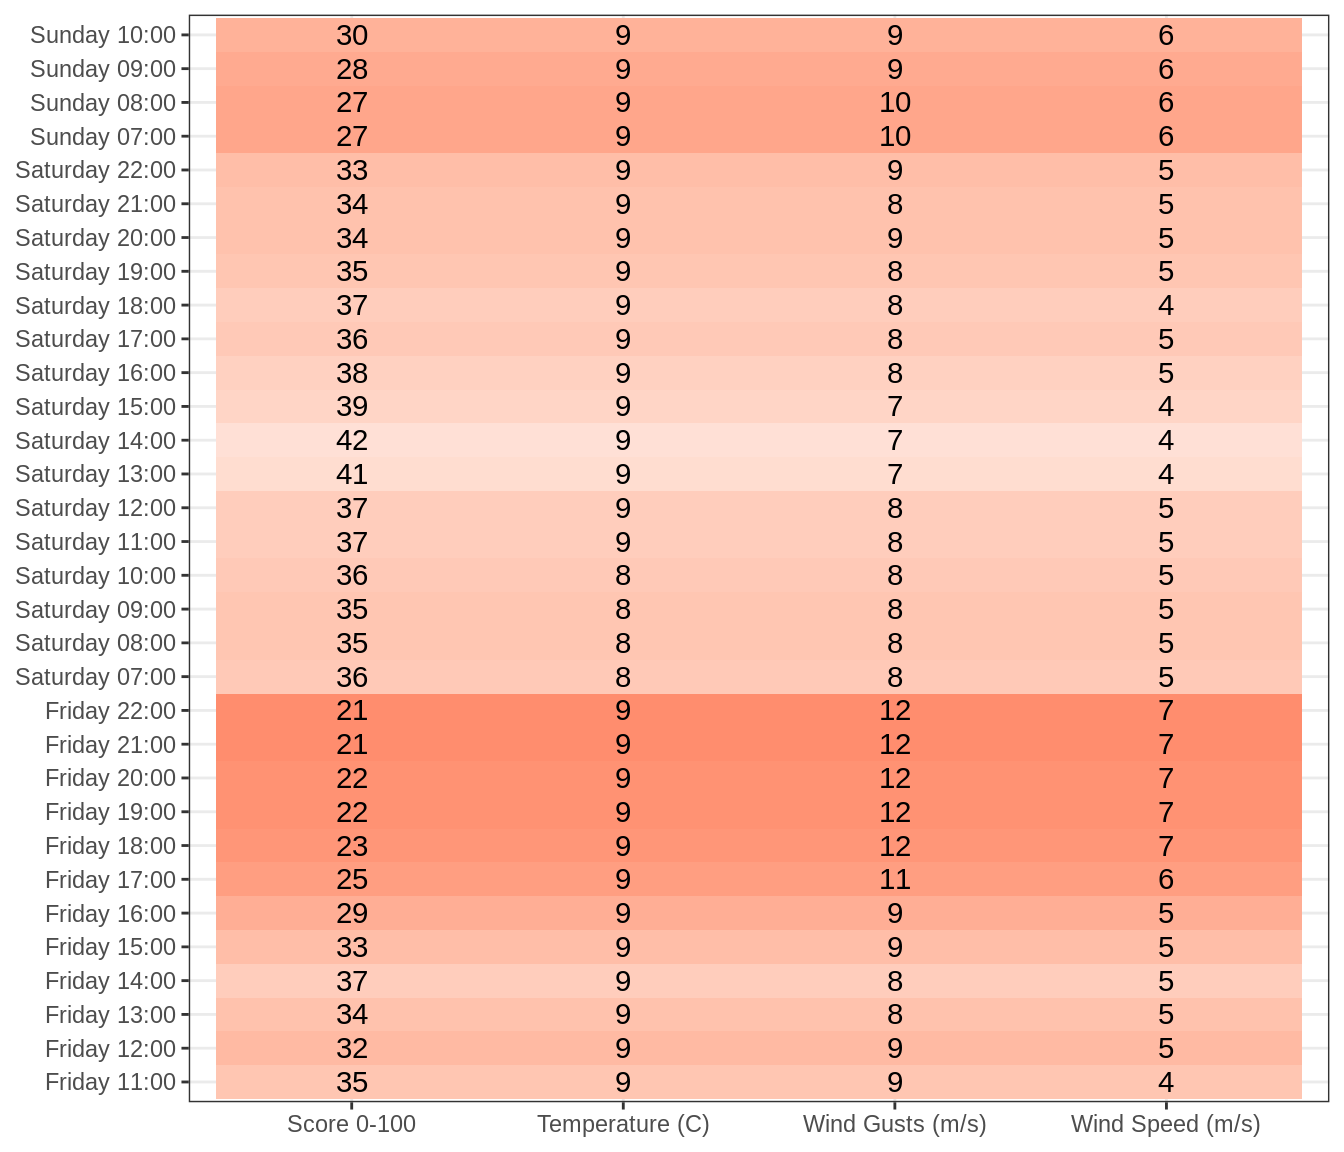 Sunday 10:00 30 9 9 6
Sunday 09:00 28 9 9 6
Sunday 08:00 27 9 10 6
Sunday 07:00 27 9 10 6
Saturday 22:00 33 9 9 5
Saturday 21:00 34 9 8 5
Saturday 20:00 34 9 9 5
Saturday 19:00 35 9 8 5
Saturday 18:00 37 9 8 4
Saturday 17:00 36 9 8 5
Saturday 16:00 38 9 8 5
Saturday 15:00 39 9 7 4
Saturday 14:00 42 9 7 4
Saturday 13:00 41 9 7 4
Saturday 12:00 37 9 8 5
Saturday 11:00 37 9 8 5
Saturday 10:00 36 8 8 5
Saturday 09:00 35 8 8 5
Saturday 08:00 35 8 8 5
Saturday 07:00 36 8 8 5
Friday 22:00 21 9 12 7
Friday 21:00 21 9 12 7
Friday 20:00 22 9 12 7
Friday 19:00 22 9 12 7
Friday 18:00 23 9 12 7
Friday 17:00 25 9 11 6
Friday 16:00 29 9 9 5
Friday 15:00 33 9 9 5
Friday 14:00 37 9 8 5
Friday 13:00 34 9 8 5
Friday 12:00 32 9 9 5
Friday 11:00 35 9 9 4
Score 0-100 Temperature (C) Wind Gusts (m/s) Wind Speed (m/s)